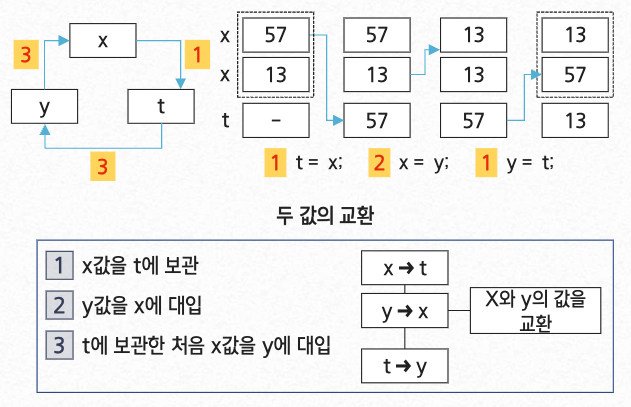 x
3
1
y
t
3
x 57 57 13 13
x 13 13 13 57
t – 57 57 13
1 t = x; 2 x = y; 1 y = t;
두 값의 교환
1 x값을 t에 보관
2 y값을 x에 대입
3 t에 보관한 처음 x값을 y에 대입
x ➔ t
y ➔ x
t ➔ y
X와 y의 값을
교환